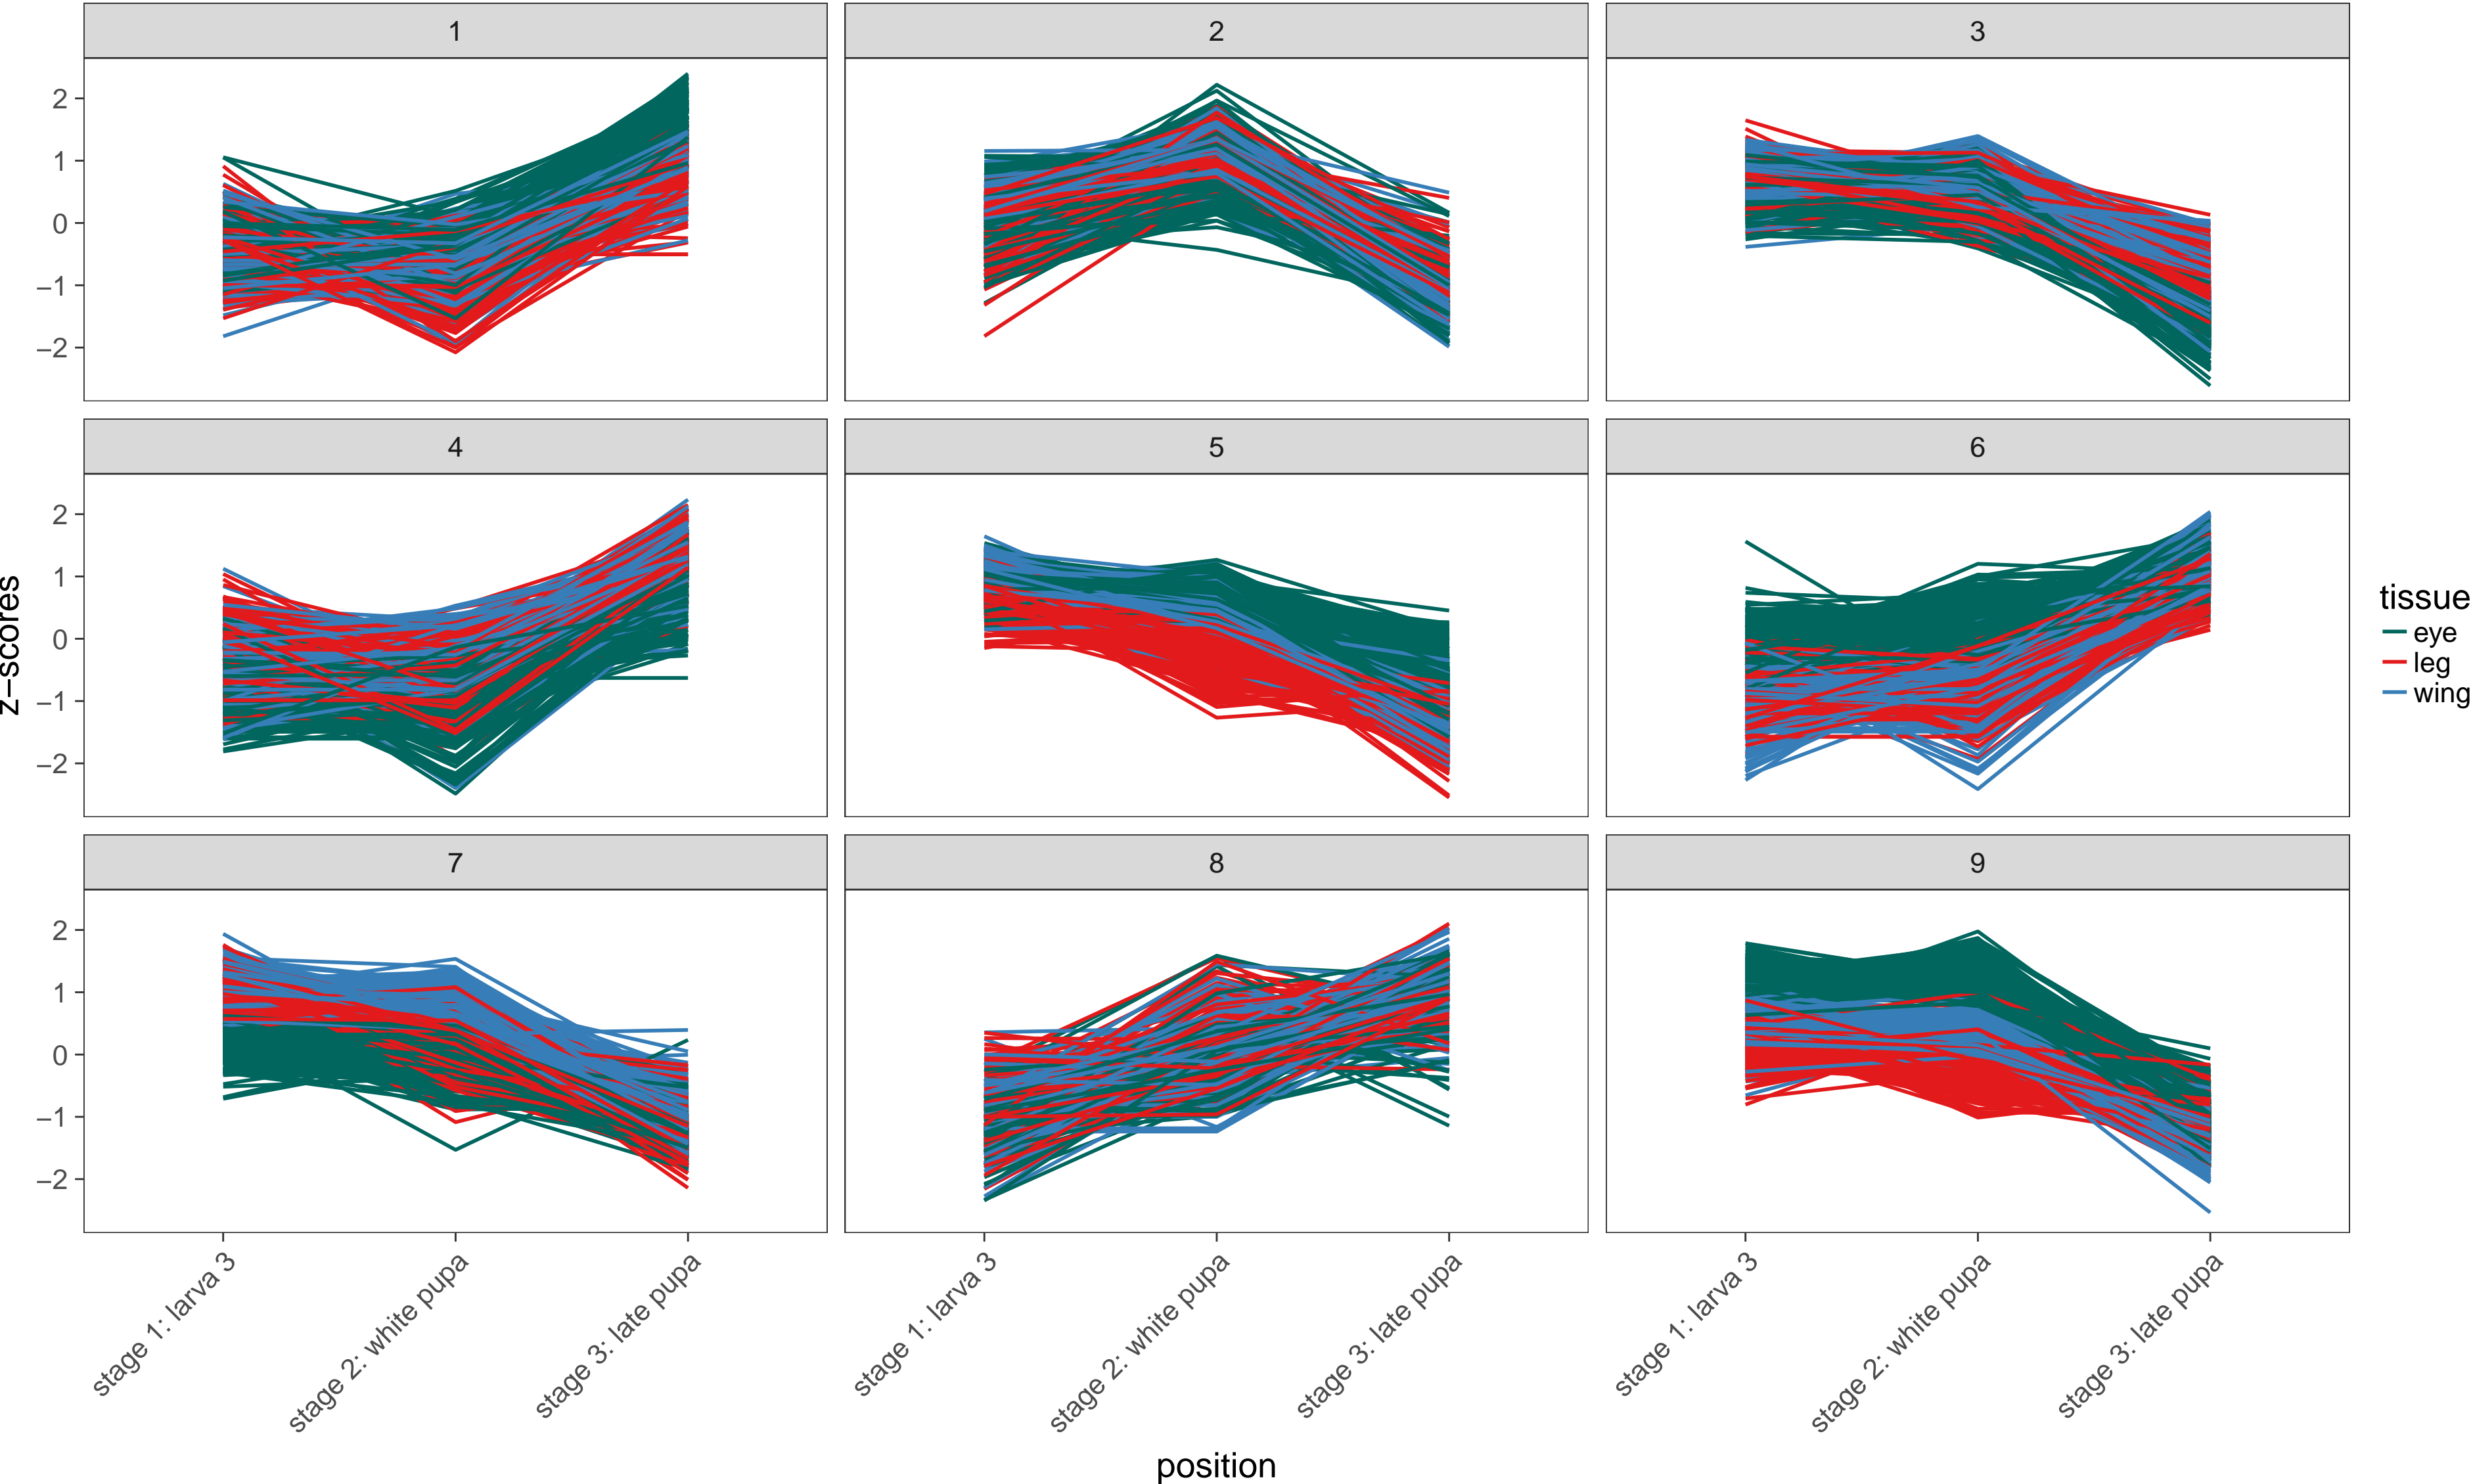 1
2
3
2
1
0
−1
−2
4
5
6
2
1
0
−1
−2
z−scores
tissue
eye
leg
wing
7
8
9
2
1
0
−1
−2
stage 1: larva 3
stage 2: white pupa
stage 3: late pupa
stage 1: larva 3
stage 2: white pupa
stage 3: late pupa
stage 1: larva 3
stage 2: white pupa
stage 3: late pupa
position